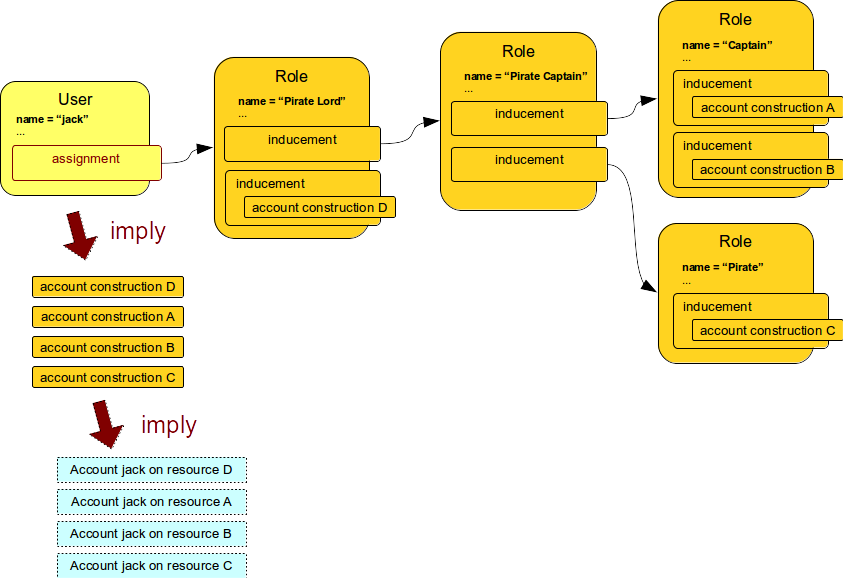 User
name = “jack”
...
assignment
Role
name = “Pirate Lord”
...
inducement
inducement
account construction D
Role
name = “Pirate Captain”
...
inducement
inducement
Role
name = “Captain”
...
inducement
account construction A
inducement
account construction B
Role
name = “Pirate”
...
inducement
account construction C
imply
account construction D
account construction A
account construction B
account construction C
imply
Account jack on resource D
Account jack on resource A
Account jack on resource B
Account jack on resource C